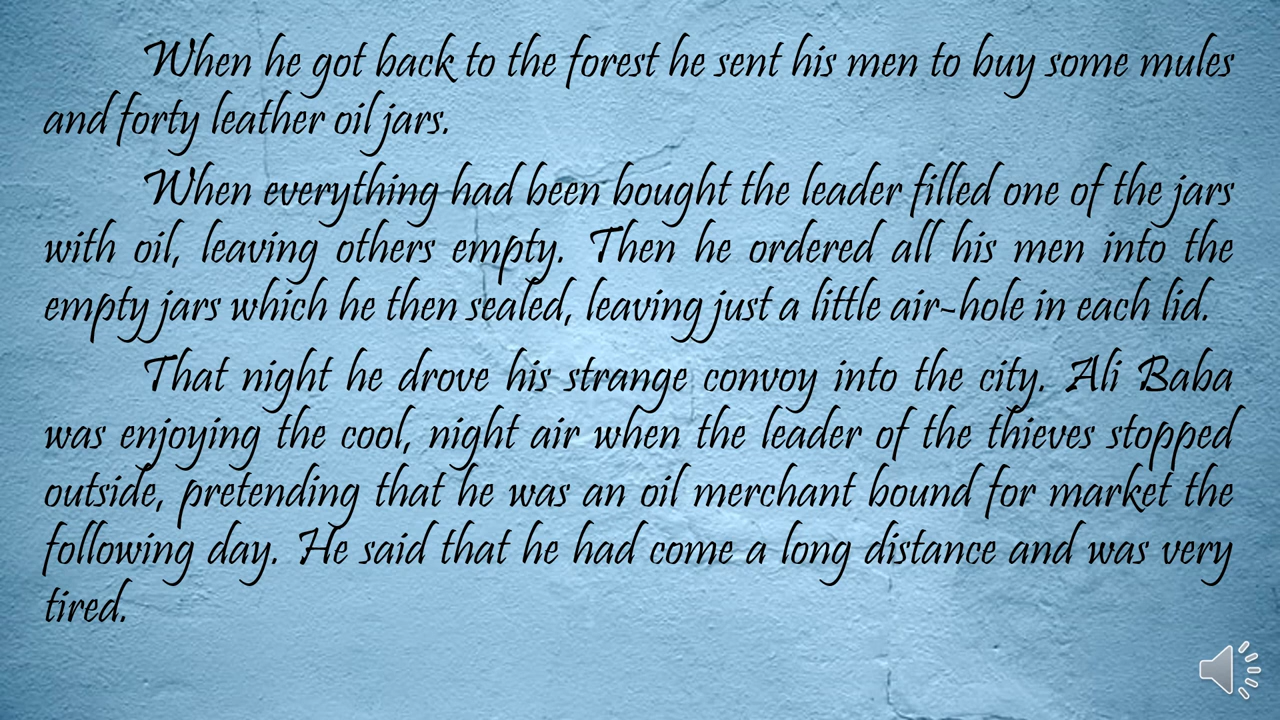 When he got back to the forest he sent his men to buy some mules
and forty leather oil jars.
When everything had been bought the leader filled one of the jars
with oil, leaving others empty. Then he ordered all his men into the
empty jars which he then sealed, leaving just a little air-hole in each lid.
That night he drove his strange convoy into the city. Ali Baba
was enjoying the cool, night air when the leader of the thieves stopped
outside, pretending that he was an oil merchant bound for market the
following day. He said that he had come a long distance and was very
tired.